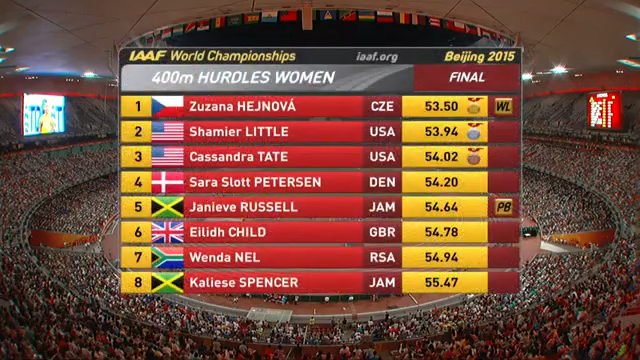 IAAF World Championships iaaf.org Beijing 2015
400m HURDLES WOMEN FINAL
1 Zuzana HEJNOVÁ CZE 53.50 WL
2 Shamier LITTLE USA 53.94
3 Cassandra TATE USA 54.02
4 Sara Slott PETERSEN DEN 54.20
5 Janieve RUSSELL JAM 54.64 PB
6 Eilidh CHILD GBR 54.78
7 Wenda NEL RSA 54.94
8 Kaliese SPENCER JAM 55.47